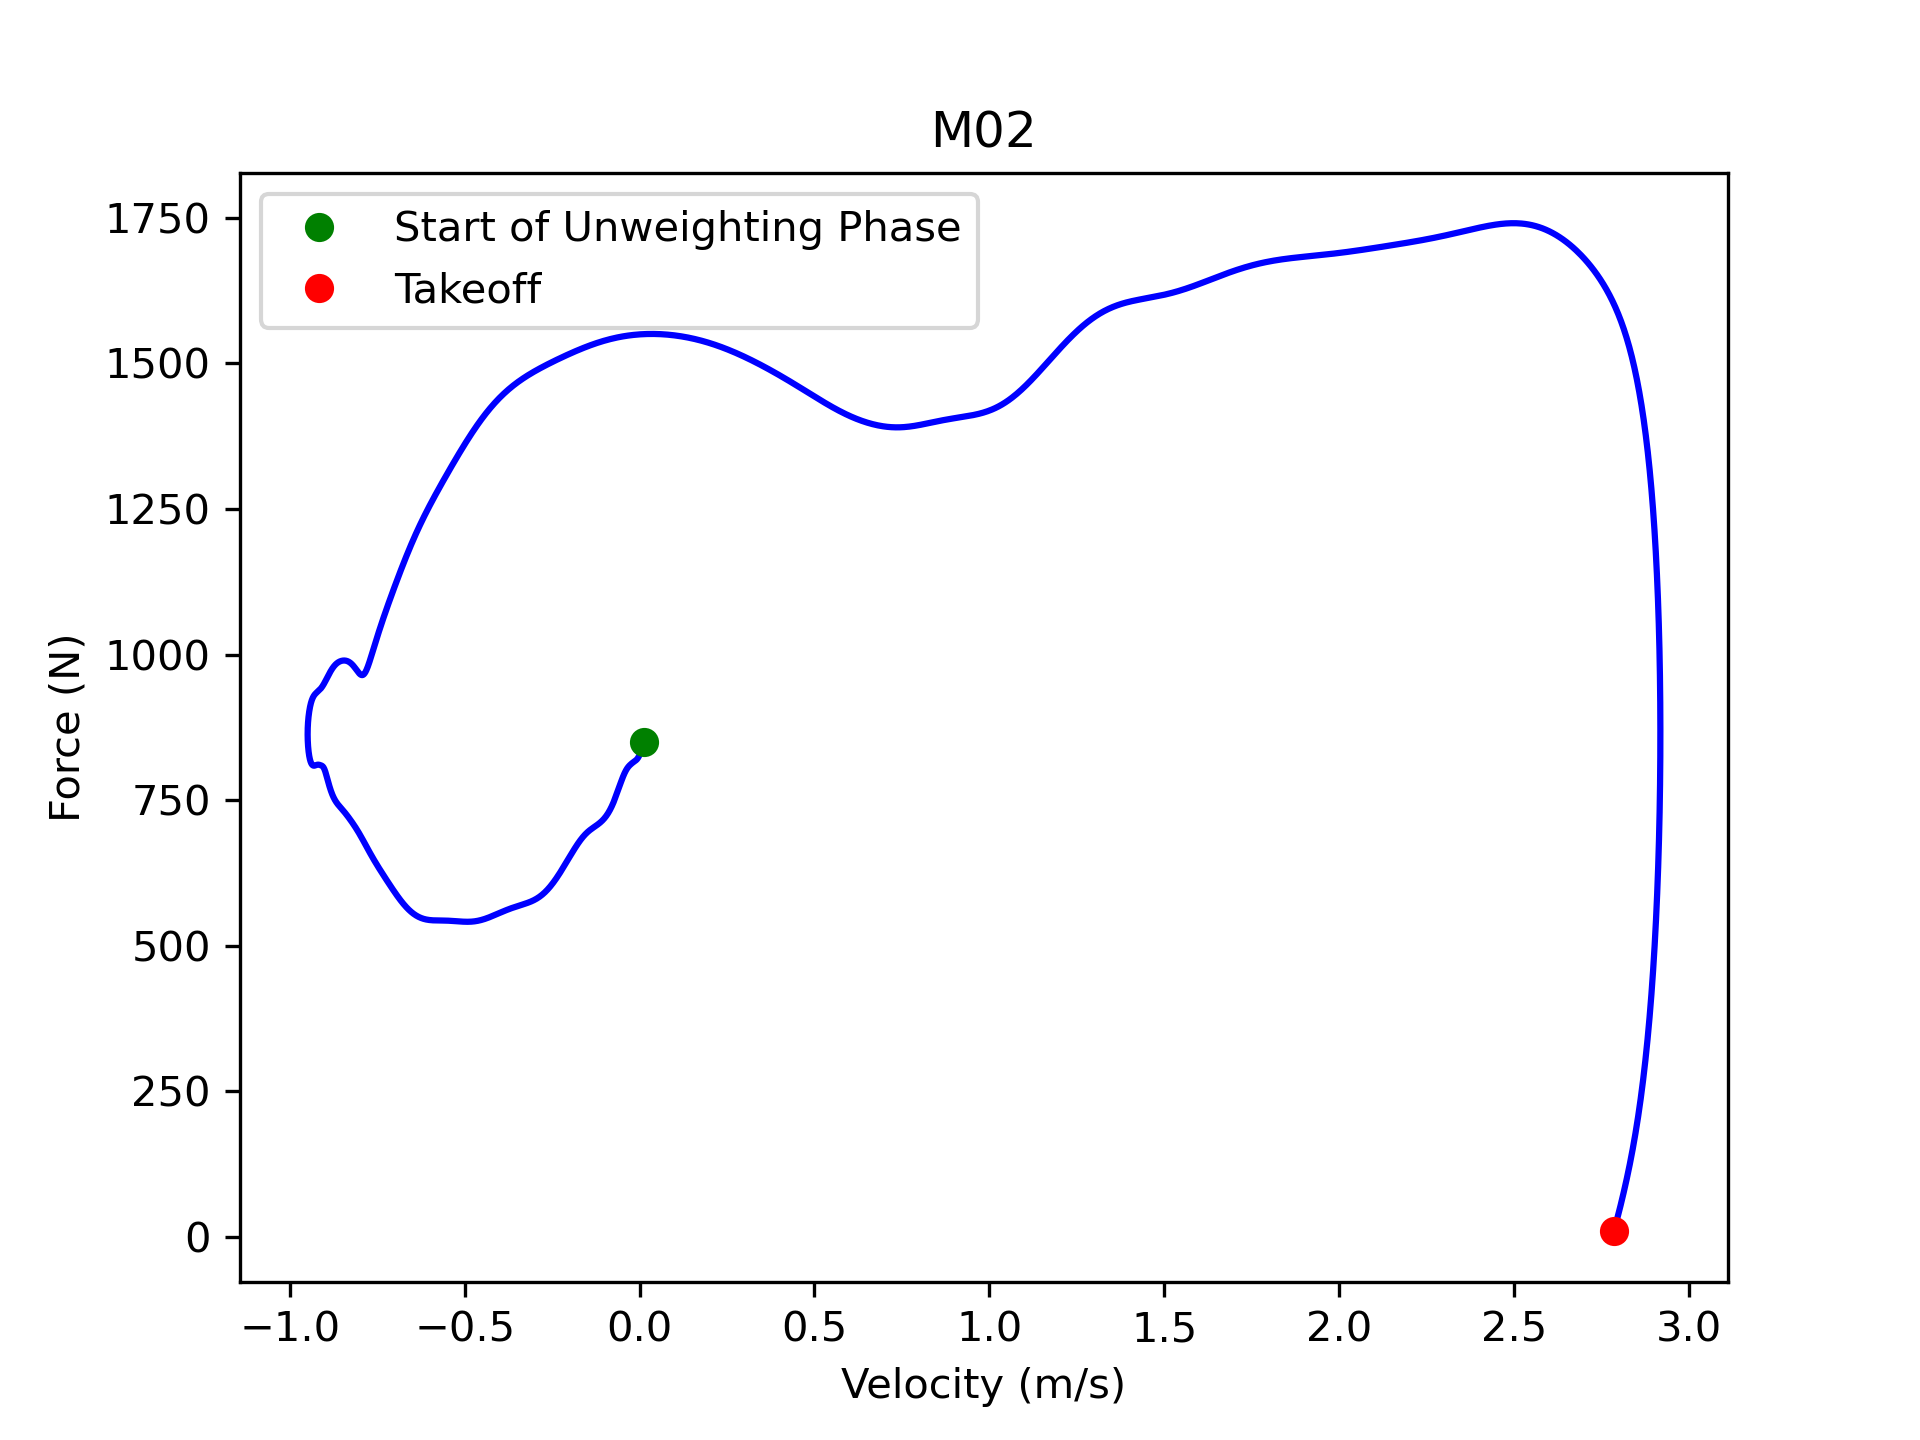 M02
Start of Unweighting Phase
Takeoff
1750
1500
1250
1000
750
500
250
0
Force (N)
−1.0 −0.5 0.0 0.5 1.0 1.5 2.0 2.5 3.0
Velocity (m/s)